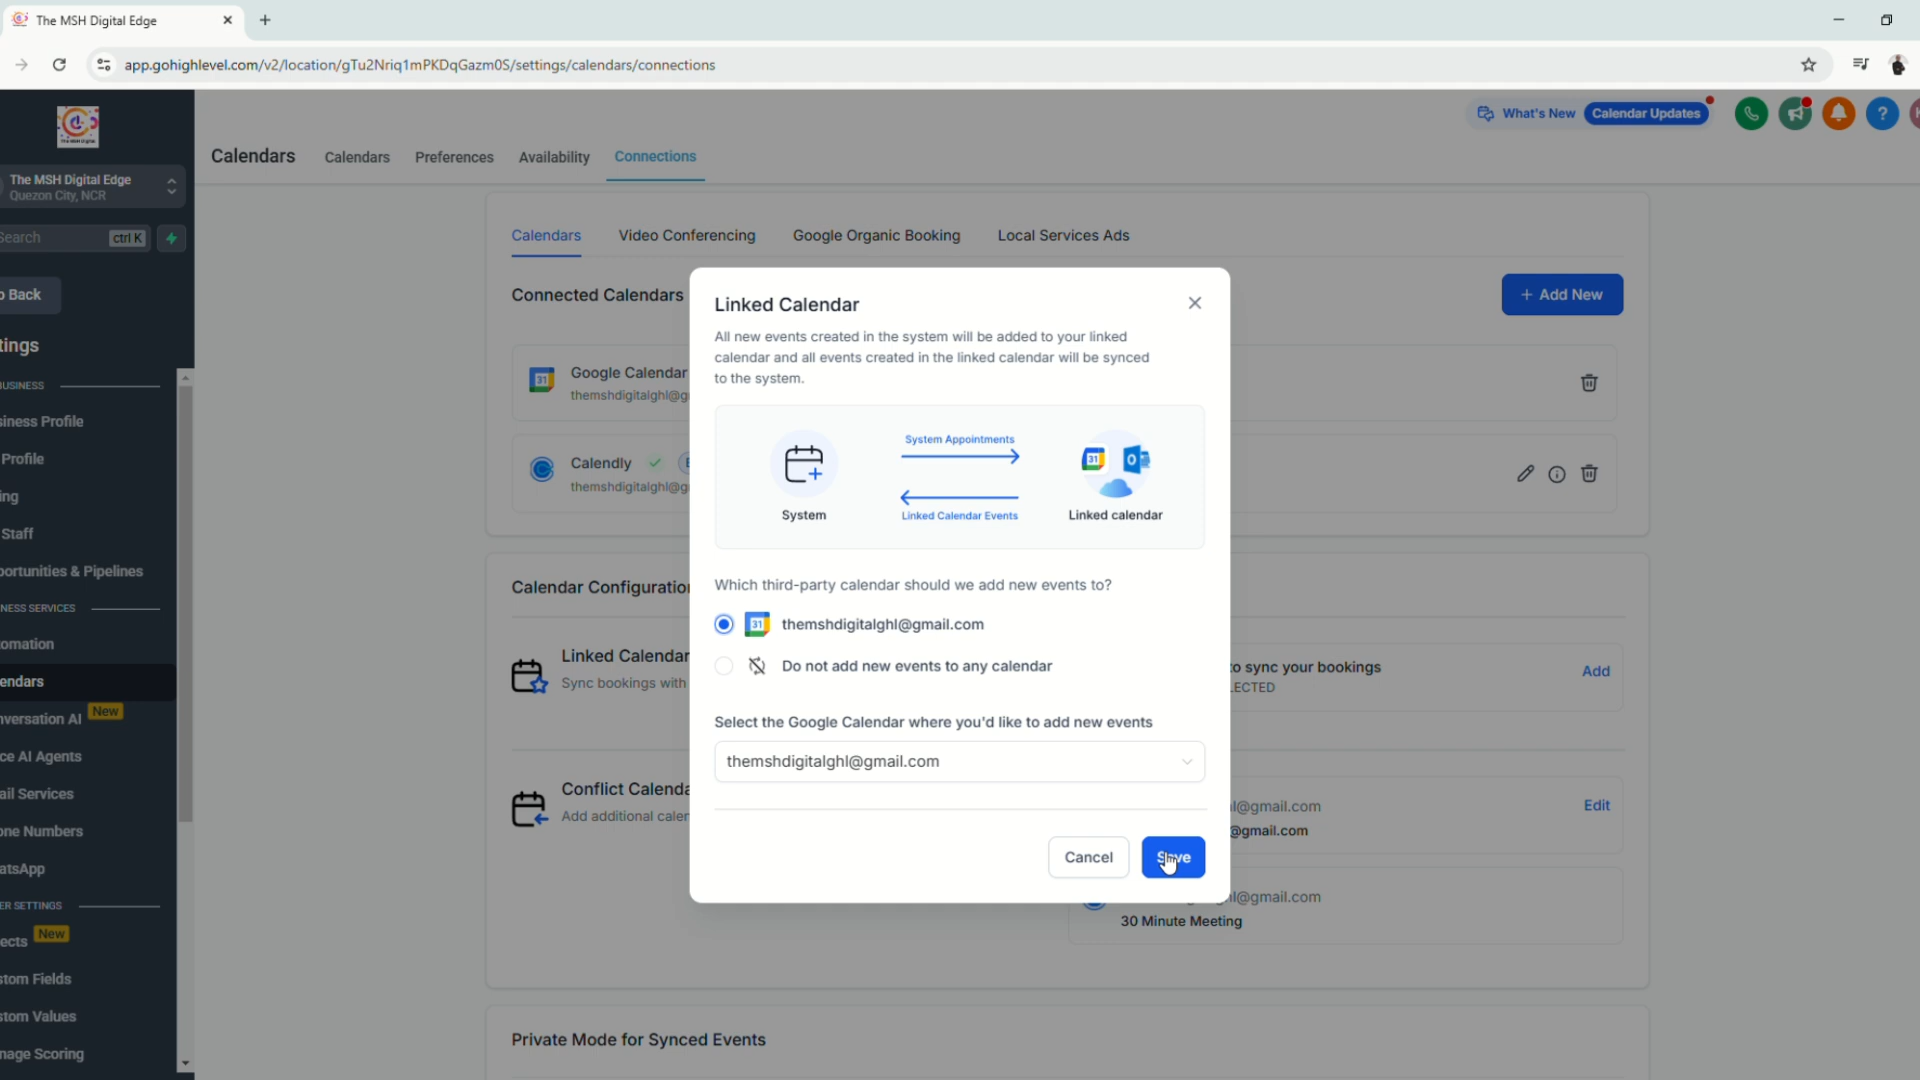 The MSH Digital Edge
app.gohighlevel.com/v2/location/gTu2Nriq1mPKDqGazm0S/settings/calendars/connections
What's New
Calendar Updates
Calendars
Calendars
Preferences
Availability
Connections
The MSH Digital Edge
Quezon City, NCR
Search
ctrl K
o Back
tings
BUSINESS
siness Profile
Profile
ing
Staff
portunities & Pipelines
NESS SERVICES
omation
endars
nversation AI
New
ce AI Agents
ail Services
one Numbers
atsApp
ER SETTINGS
ects
New
stom Fields
stom Values
nage Scoring
Calendars
Video Conferencing
Google Organic Booking
Local Services Ads
Connected Calendars
+ Add New
Google Calendar
themshdigitalghl@g
Calendly
themshdigitalghl@g
Calendar Configuration
Linked Calendar
Sync bookings with
to sync your bookings
LECTED
Add
Conflict Calenda
Add additional caler
l@gmail.com
@gmail.com
Edit
l@gmail.com
30 Minute Meeting
Private Mode for Synced Events
Linked Calendar
All new events created in the system will be added to your linked
calendar and all events created in the linked calendar will be synced
to the system.
System Appointments
31
System
Linked Calendar Events
Linked calendar
Which third-party calendar should we add new events to?
31 themshdigitalghl@gmail.com
Do not add new events to any calendar
Select the Google Calendar where you'd like to add new events
themshdigitalghl@gmail.com
Cancel
Save